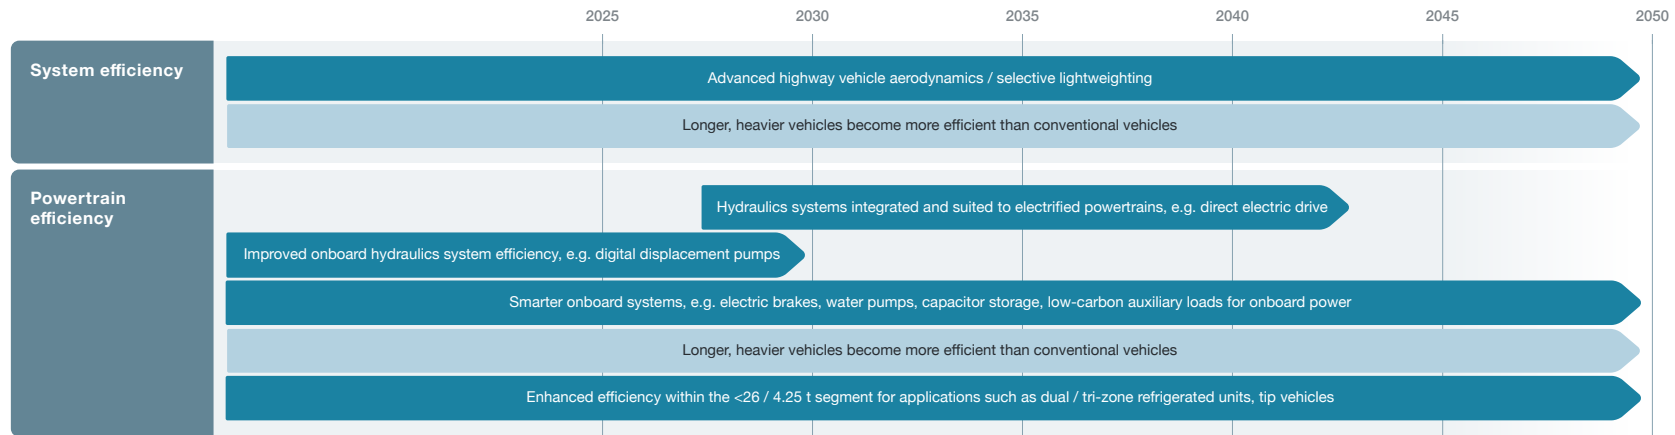 2025 2030 2035 2040 2045 2050
System efficiency
Advanced highway vehicle aerodynamics / selective lightweighting
Longer, heavier vehicles become more efficient than conventional vehicles
Powertrain
efficiency
Hydraulics systems integrated and suited to electrified powertrains, e.g. direct electric drive
Improved onboard hydraulics system efficiency, e.g. digital displacement pumps
Smarter onboard systems, e.g. electric brakes, water pumps, capacitor storage, low-carbon auxiliary loads for onboard power
Longer, heavier vehicles become more efficient than conventional vehicles
Enhanced efficiency within the <26 / 4.25 t segment for applications such as dual / tri-zone refrigerated units, tip vehicles